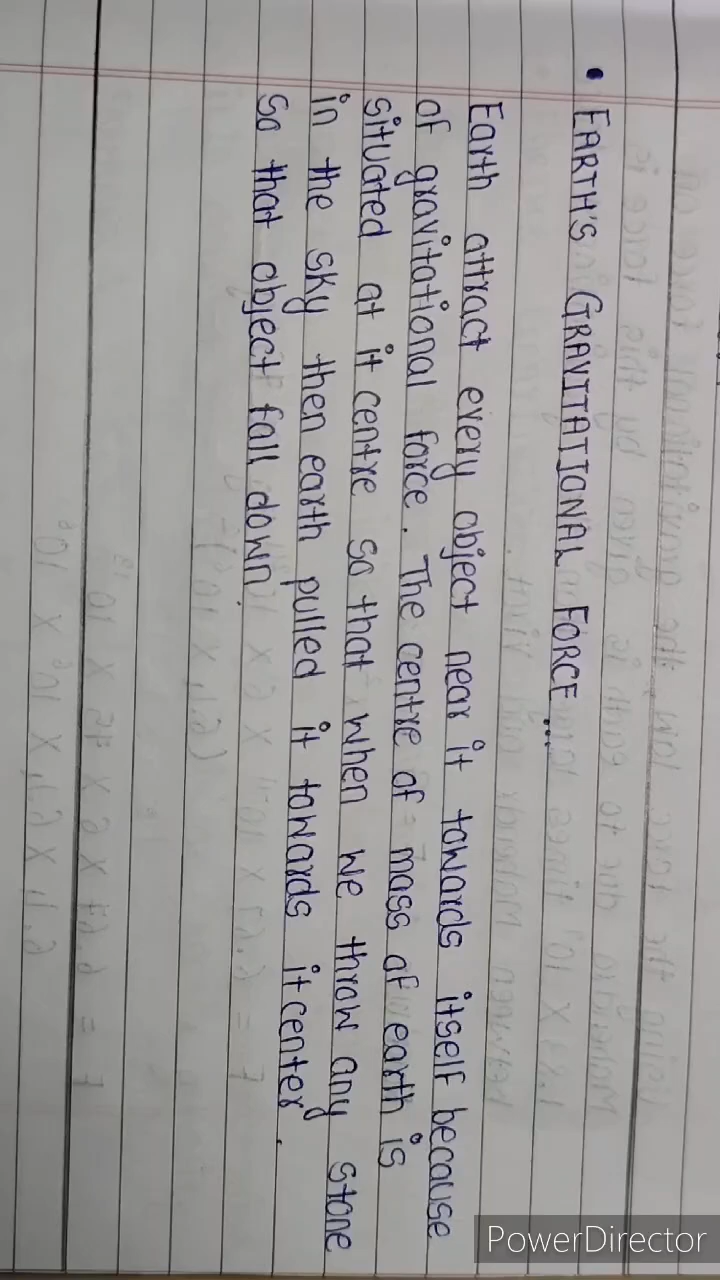 • EARTH'S GRAVITATIONAL FORCE...
Earth attract every object near it towards itself because
of gravitational force. The centre of mass of earth is
situated at it centre so that when we throw any stone
in the sky then earth pulled it towards it center.
So that object fall down.
PowerDirector